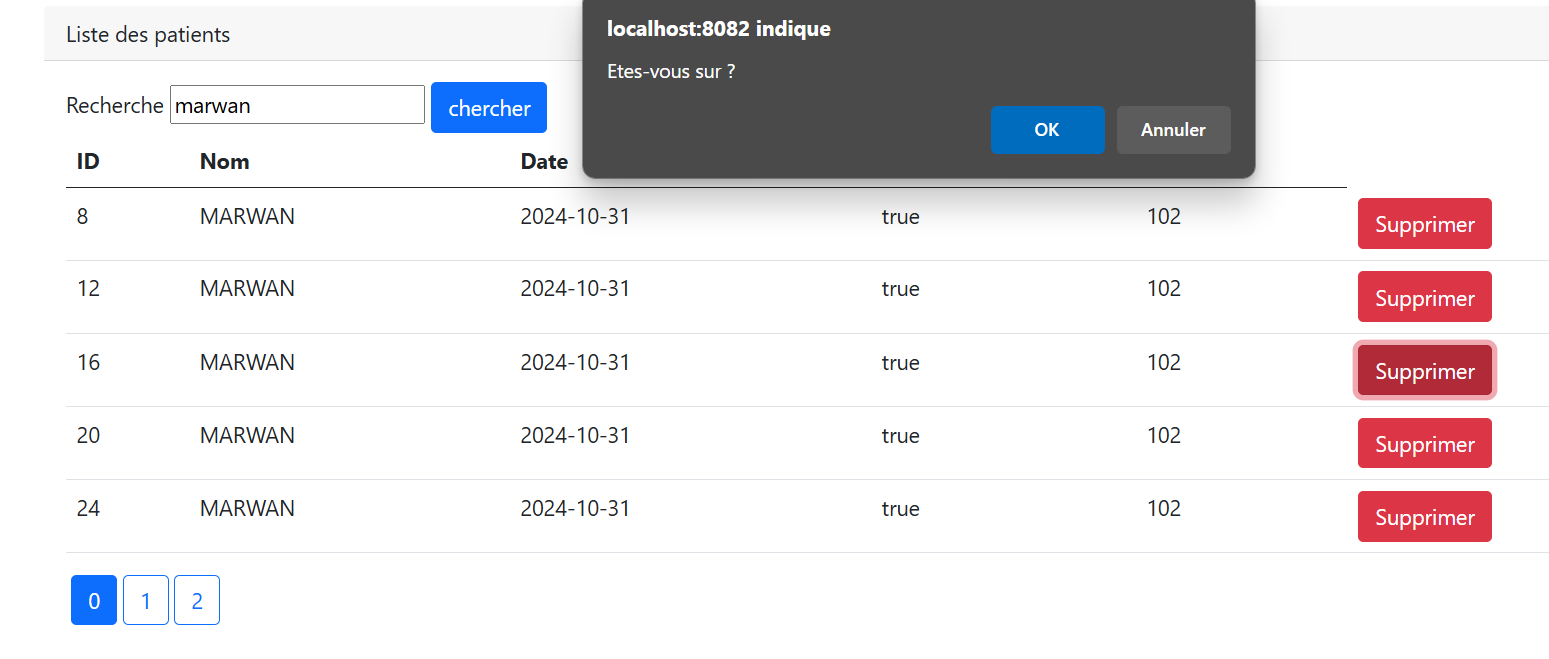 Liste des patients
localhost:8082 indique
Etes-vous sur ?
OK Annuler
Recherche marwan chercher
ID Nom Date
8 MARWAN 2024-10-31 true 102 Supprimer
12 MARWAN 2024-10-31 true 102 Supprimer
16 MARWAN 2024-10-31 true 102 Supprimer
20 MARWAN 2024-10-31 true 102 Supprimer
24 MARWAN 2024-10-31 true 102 Supprimer
0 1 2